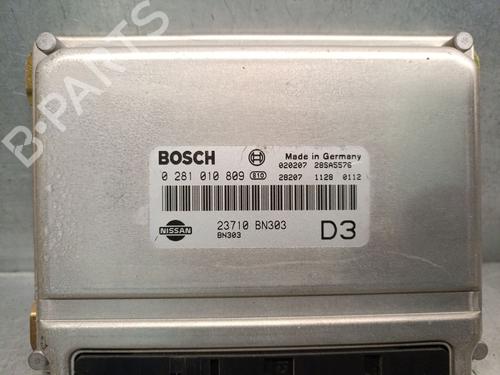 B-PARTS
BOSCH
Made in Germany
020207 28SA5576
0 281 010 809 S10
28207 1128 0112
23710 BN303
BN303
NISSAN
D3